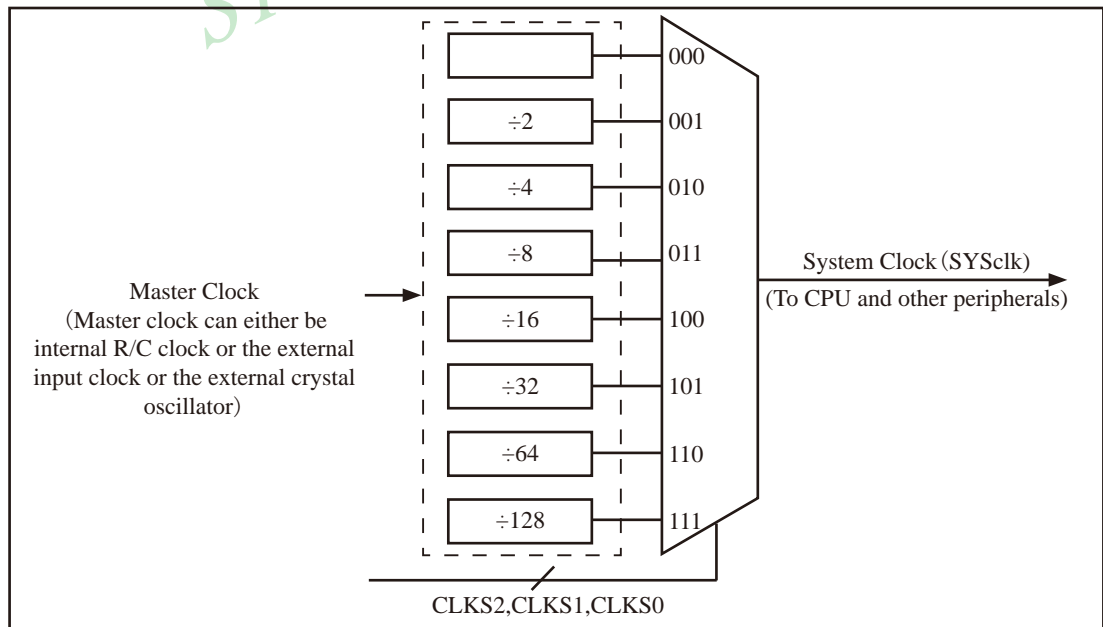 000
÷2
001
÷4
010
÷8
011
÷16
100
÷32
101
÷64
110
÷128
111
Master Clock
(Master clock can either be
internal R/C clock or the external
input clock or the external crystal
oscillator)
System Clock (SYSclk)
(To CPU and other peripherals)
CLKS2,CLKS1,CLKS0